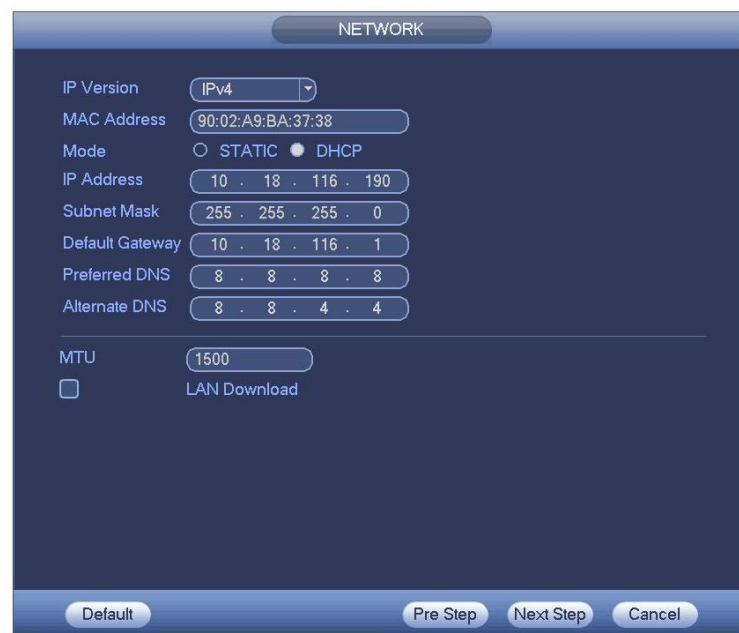 NETWORK
IP Version IPv4
MAC Address 90:02:A9:BA:37:38
Mode STATIC DHCP
IP Address 10 . 18 . 116 . 190
Subnet Mask 255 . 255 . 255 . 0
Default Gateway 10 . 18 . 116 . 1
Preferred DNS 8 . 8 . 8 . 8
Alternate DNS 8 . 8 . 4 . 4
MTU 1500
LAN Download
Default Pre Step Next Step Cancel